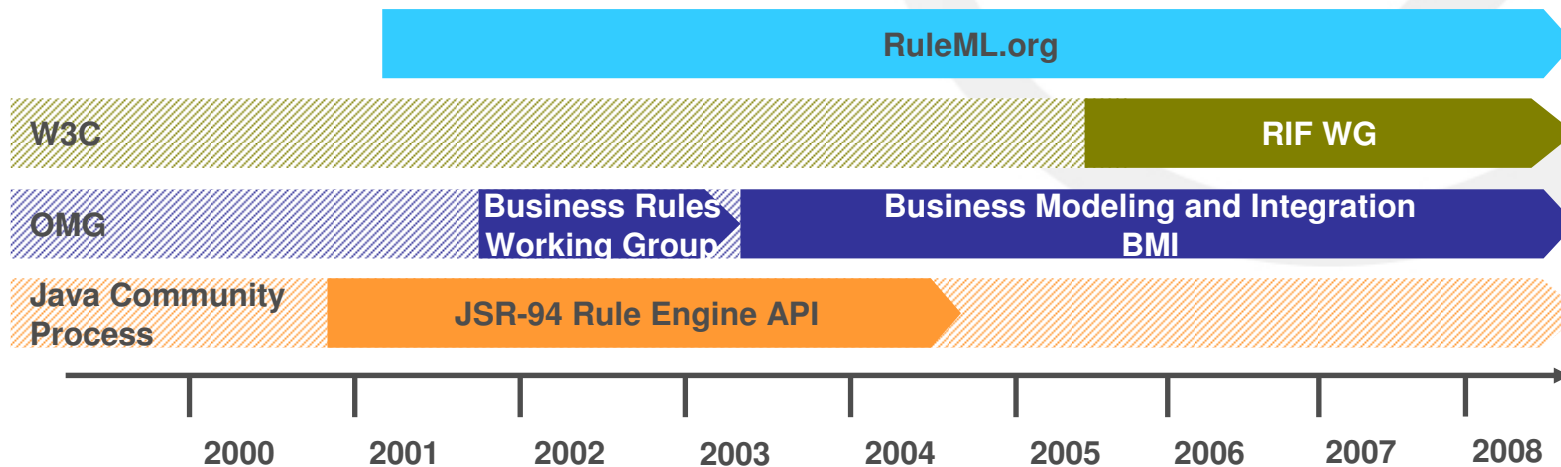 RuleML.org
W3C
RIF WG
OMG
Business Rules
Working Group
Business Modeling and Integration
BMI
Java Community
Process
JSR-94 Rule Engine API
2000
2001
2002
2003
2004
2005
2006
2007
2008